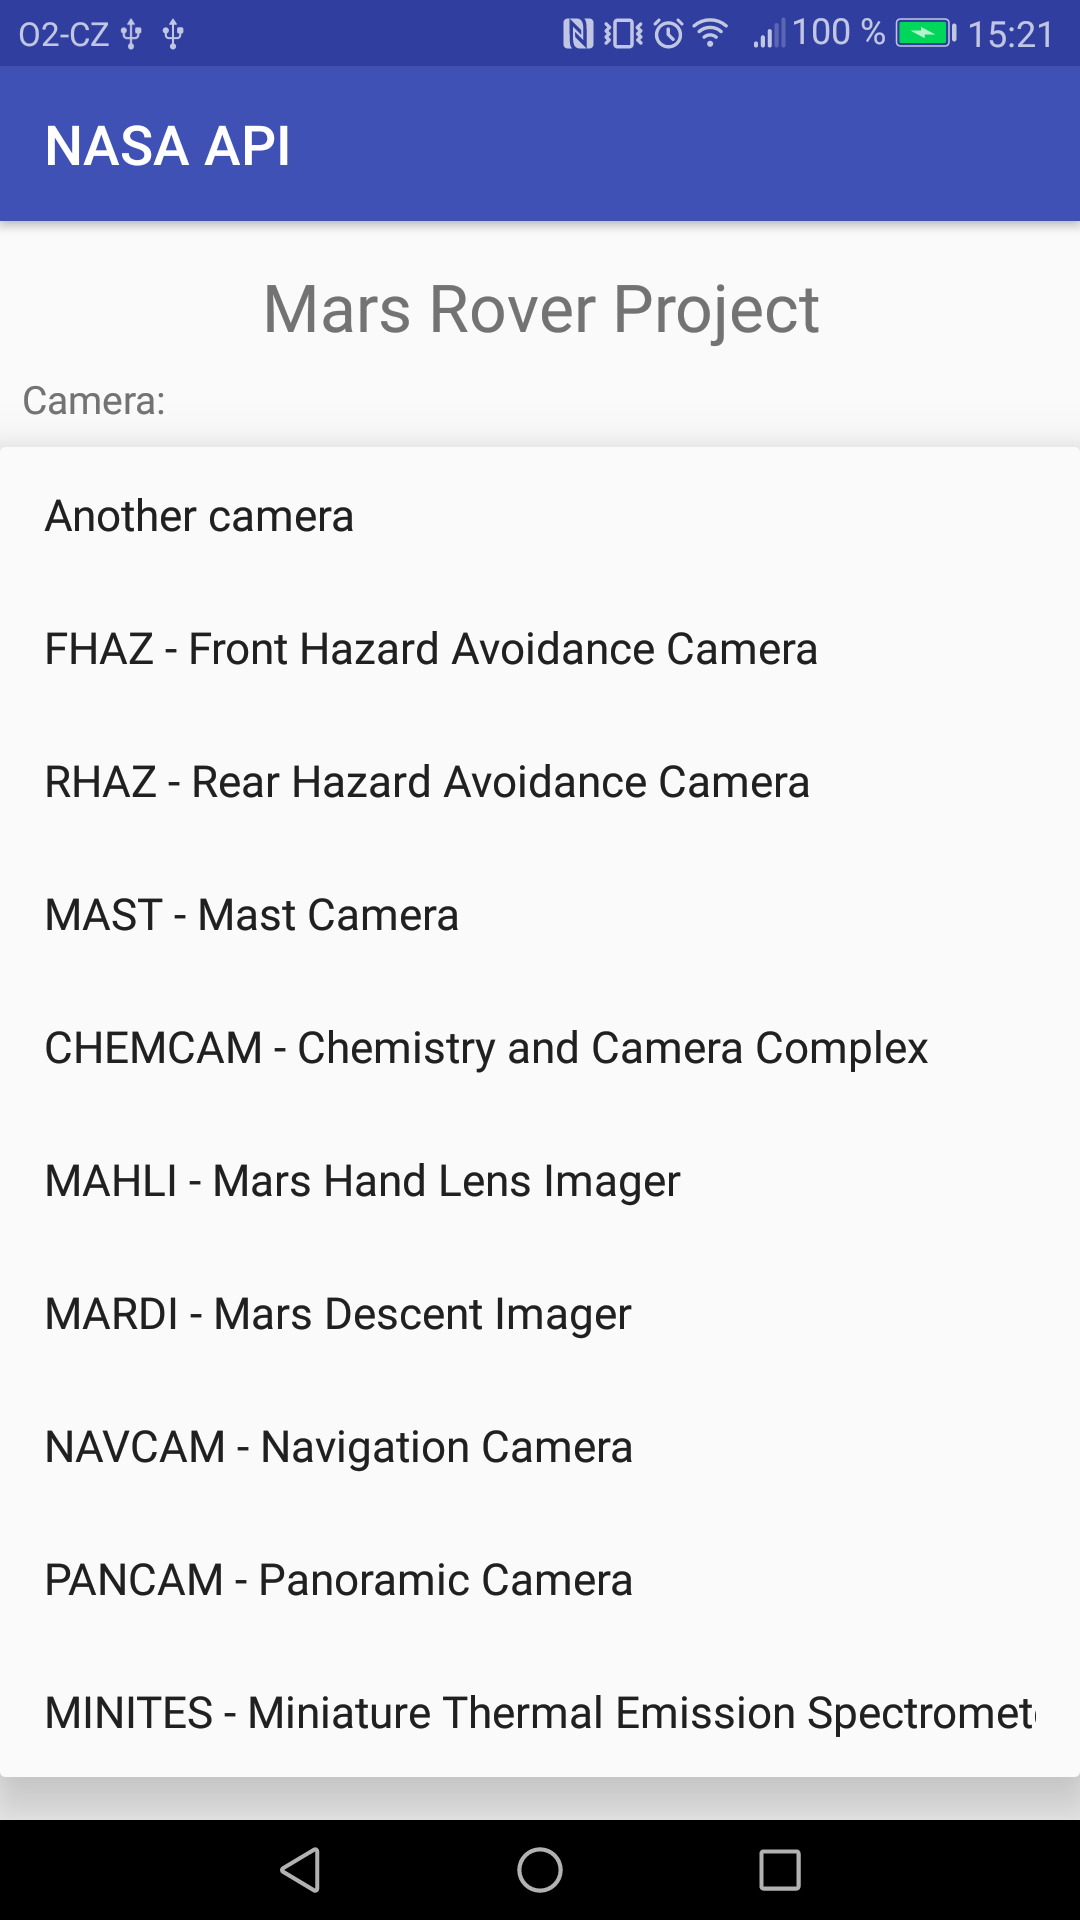 O2-CZ 100 % 15:21
NASA API
Mars Rover Project
Camera:
Another camera
FHAZ - Front Hazard Avoidance Camera
RHAZ - Rear Hazard Avoidance Camera
MAST - Mast Camera
CHEMCAM - Chemistry and Camera Complex
MAHLI - Mars Hand Lens Imager
MARDI - Mars Descent Imager
NAVCAM - Navigation Camera
PANCAM - Panoramic Camera
MINITES - Miniature Thermal Emission Spectromet